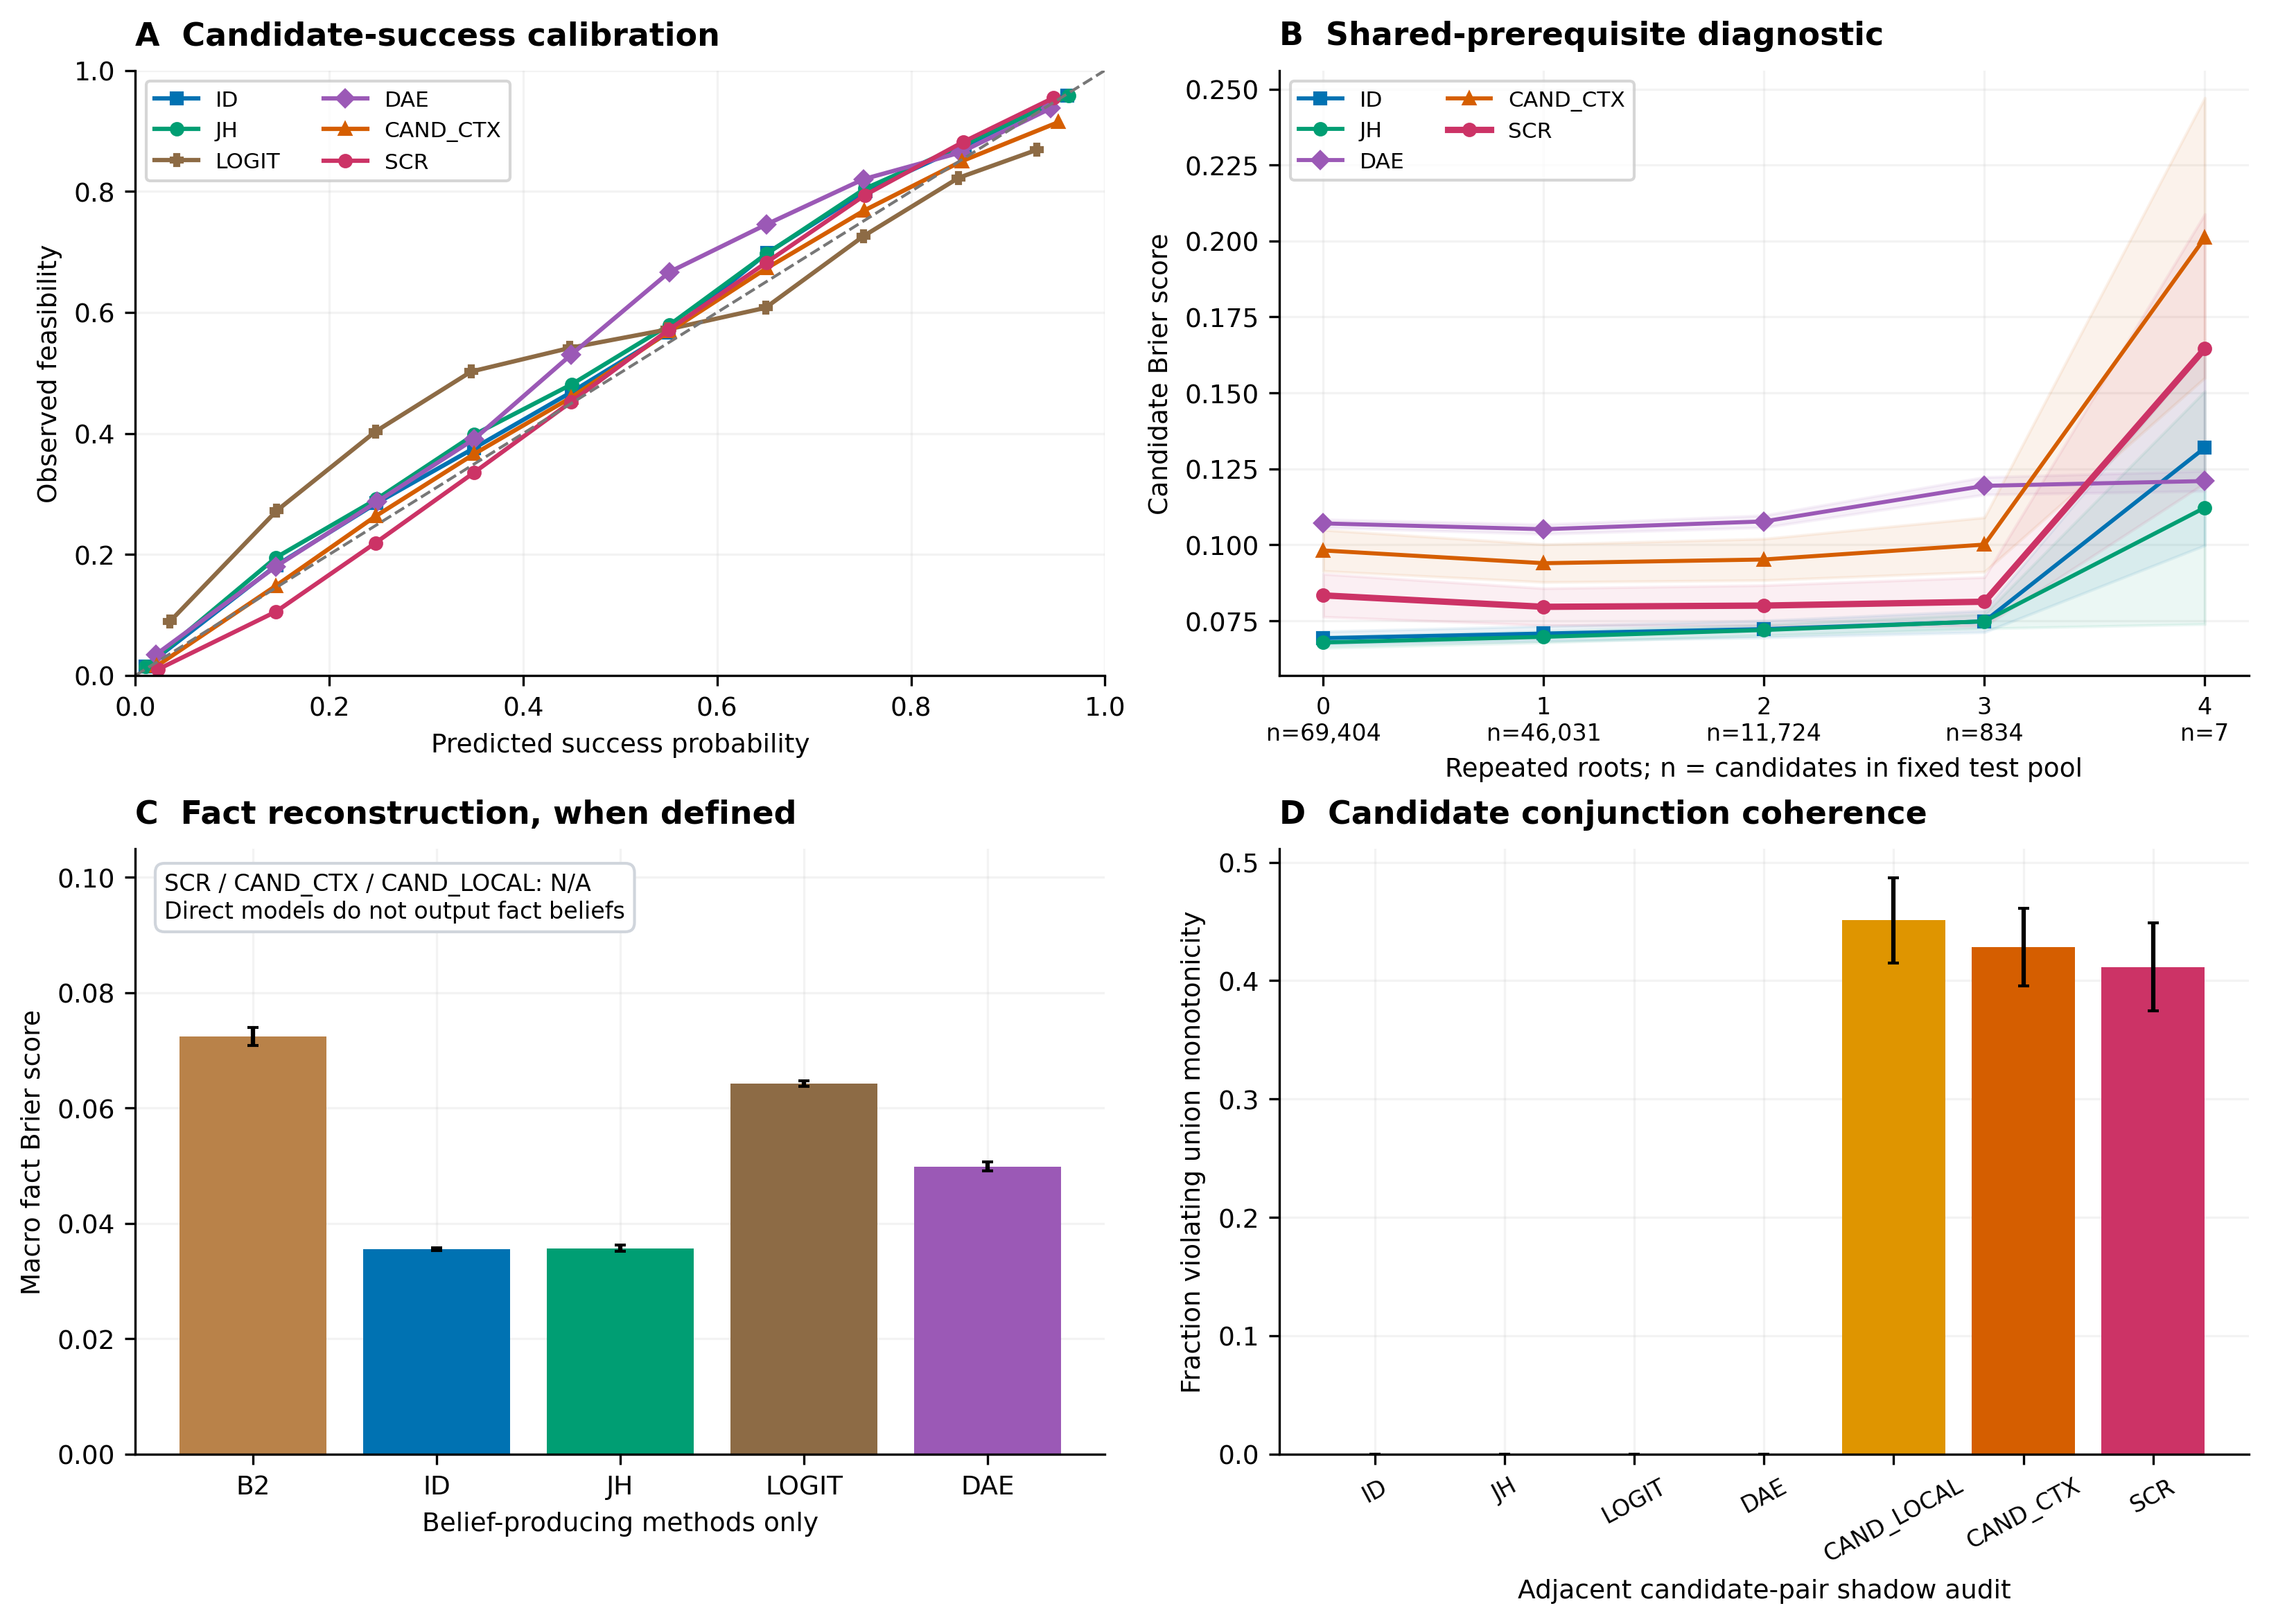 A  Candidate-success calibration
1.0
0.8
0.6
0.4
0.2
0.0
Observed feasibility
ID
JH
LOGIT
DAE
CAND_CTX
SCR
0.0 0.2 0.4 0.6 0.8 1.0
Predicted success probability
B  Shared-prerequisite diagnostic
0.250
0.225
0.200
0.175
0.150
0.125
0.100
0.075
Candidate Brier score
ID
JH
DAE
CAND_CTX
SCR
0 1 2 3 4
n=69,404 n=46,031 n=11,724 n=834 n=7
Repeated roots; n = candidates in fixed test pool
C  Fact reconstruction, when defined
0.10
0.08
0.06
0.04
0.02
0.00
Macro fact Brier score
SCR / CAND_CTX / CAND_LOCAL: N/A
Direct models do not output fact beliefs
B2 ID JH LOGIT DAE
Belief-producing methods only
D  Candidate conjunction coherence
0.5
0.4
0.3
0.2
0.1
0.0
Fraction violating union monotonicity
ID JH LOGIT DAE CAND_LOCAL CAND_CTX SCR
Adjacent candidate-pair shadow audit